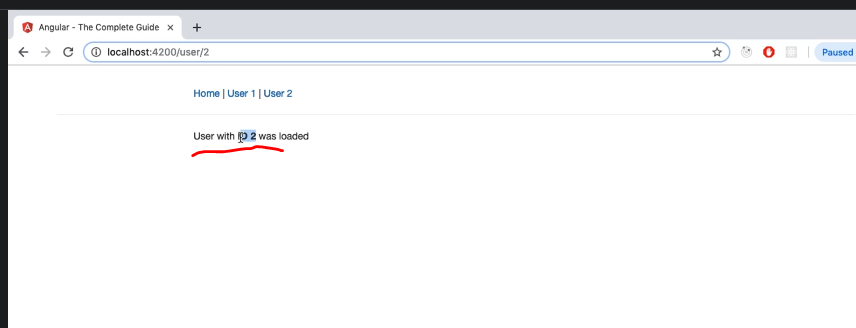 Angular - The Complete Guide
localhost:4200/user/2
Paused
Home | User 1 | User 2
User with ID 2 was loaded